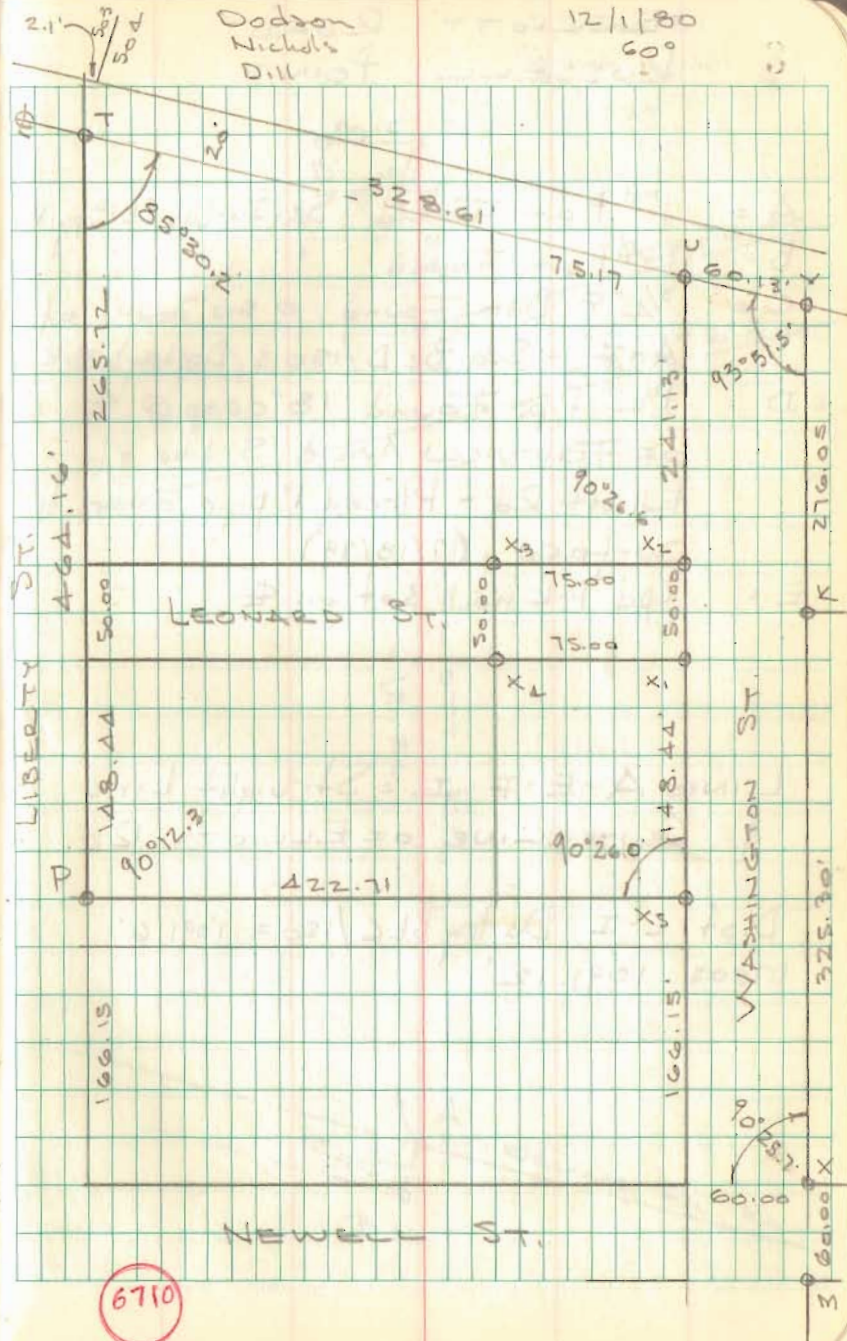 Dodson
Nichols
Dill
12/1/80
60°
2.1'
503
504
20'
328.61'
85°30.2'
75.17
U
60.13'
93°51.5'
265.72
464.16'
241.13'
276.05
90°26.6'
X3
X2
75.00
LIBERTY ST.
50.00
LEONARD ST.
50.00
50.00
K
75.00
X4
X1
148.44
148.44'
WASHINGTON ST.
90°12.3
90°26.0'
P
422.71
X5
325.30'
166.15
166.15'
90°25.7'
X
60.00
NEWELL ST.
60.00
M
6710